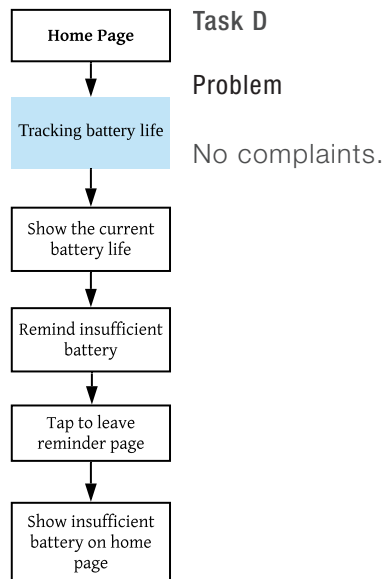 Home Page
Tracking battery life
Show the current
battery life
Remind insufficient
battery
Tap to leave
reminder page
Show insufficient
battery on home
page
Task D
Problem
No complaints.